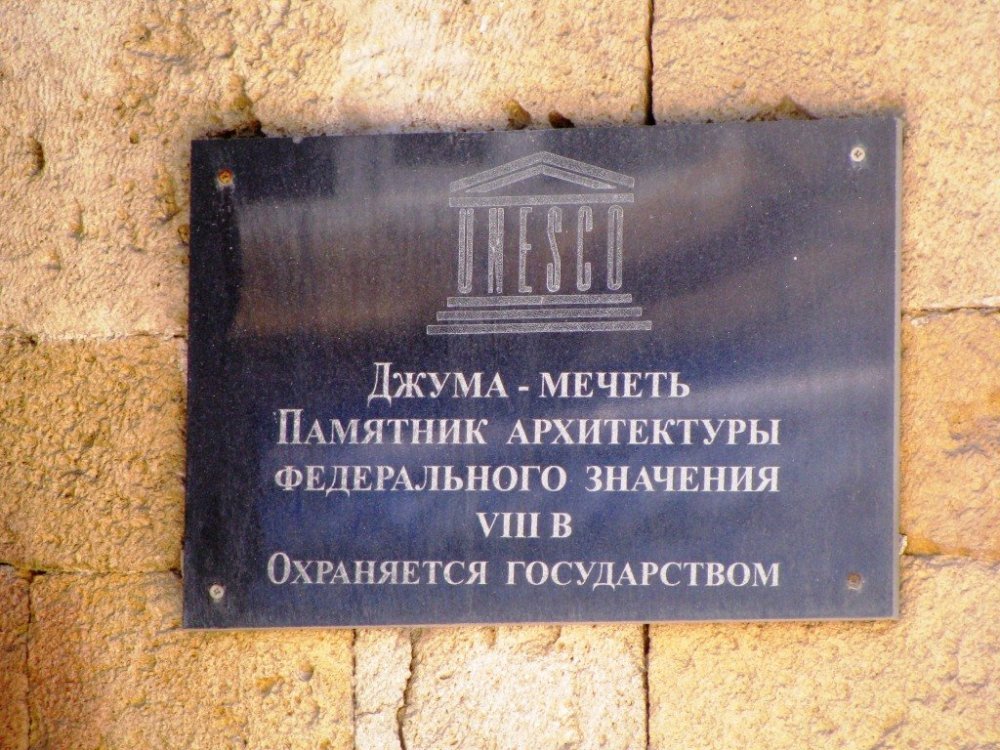 UNESCO
ДЖУМА - МЕЧЕТЬ
ПАМЯТНИК АРХИТЕКТУРЫ
ФЕДЕРАЛЬНОГО ЗНАЧЕНИЯ
VIII В
ОХРАНЯЕТСЯ ГОСУДАРСТВОМ